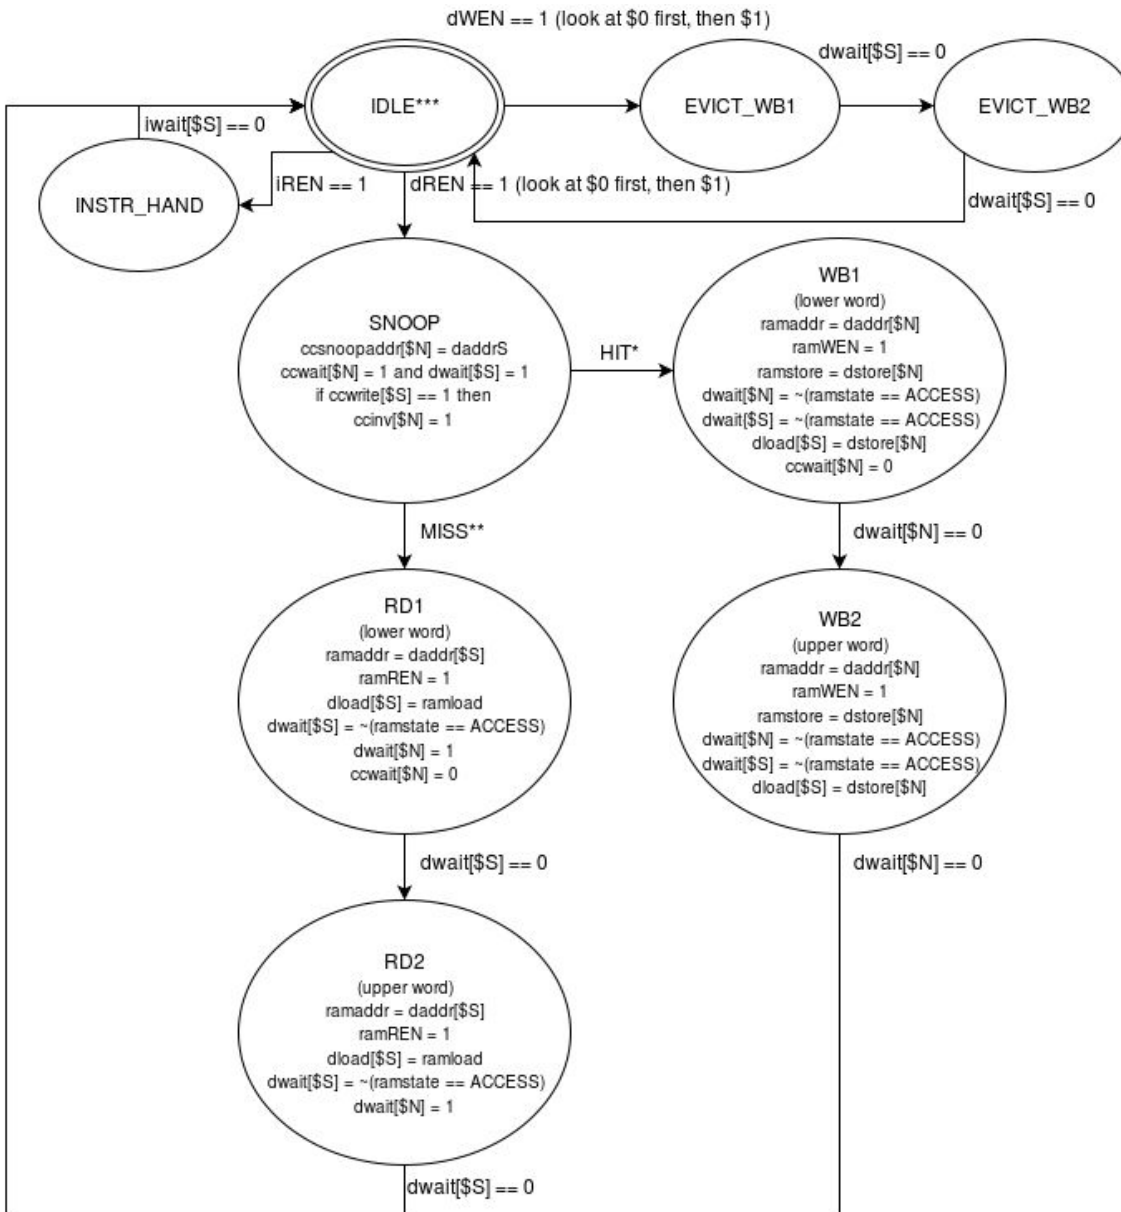 dWEN == 1 (look at $0 first, then $1)
dwait[$S] == 0
IDLE***
EVICT_WB1
EVICT_WB2
iwait[$S] == 0
iREN == 1
dREN == 1 (look at $0 first, then $1)
INSTR_HAND
dwait[$S] == 0
SNOOP
ccsnoopaddr[$N] = daddrS
ccwait[$N] = 1 and dwait[$S] = 1
if ccwrite[$S] == 1 then
ccinv[$N] = 1
HIT*
WB1
(lower word)
ramaddr = daddr[$N]
ramWEN = 1
ramstore = dstore[$N]
dwait[$N] = ~(ramstate == ACCESS)
dwait[$S] = ~(ramstate == ACCESS)
dload[$S] = dstore[$N]
ccwait[$N] = 0
MISS**
dwait[$N] == 0
RD1
(lower word)
ramaddr = daddr[$S]
ramREN = 1
dload[$S] = ramload
dwait[$S] = ~(ramstate == ACCESS)
dwait[$N] = 1
ccwait[$N] = 0
WB2
(upper word)
ramaddr = daddr[$N]
ramWEN = 1
ramstore = dstore[$N]
dwait[$N] = ~(ramstate == ACCESS)
dwait[$S] = ~(ramstate == ACCESS)
dload[$S] = dstore[$N]
dwait[$S] == 0
dwait[$N] == 0
RD2
(upper word)
ramaddr = daddr[$S]
ramREN = 1
dload[$S] = ramload
dwait[$S] = ~(ramstate == ACCESS)
dwait[$N] = 1
dwait[$S] == 0